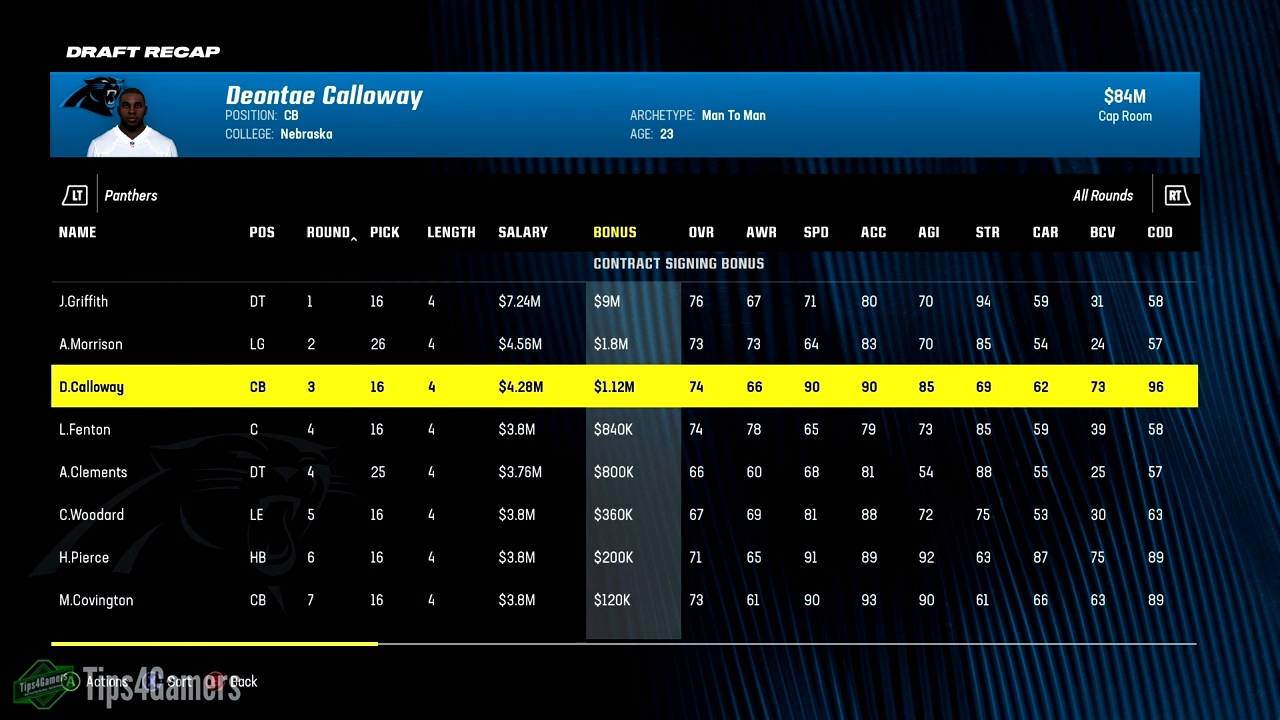 DRAFT RECAP
Deontae Calloway
POSITION: CB
COLLEGE: Nebraska
ARCHETYPE: Man To Man
AGE: 23
$84M
Cap Room
LT Panthers All Rounds RT
NAME POS ROUND PICK LENGTH SALARY BONUS OVR AWR SPD ACC AGI STR CAR BCV COD
CONTRACT SIGNING BONUS
J.Griffith DT 1 16 4 $7.24M $9M 76 67 71 80 70 94 59 31 58
A.Morrison LG 2 26 4 $4.56M $1.8M 73 73 64 83 70 85 54 24 57
D.Calloway CB 3 16 4 $4.28M $1.12M 74 66 90 90 85 69 62 73 96
L.Fenton C 4 16 4 $3.8M $840K 74 78 65 79 73 85 59 39 58
A.Clements DT 4 25 4 $3.76M $800K 66 60 68 81 54 88 55 25 57
C.Woodard LE 5 16 4 $3.8M $360K 67 69 81 88 72 75 53 30 63
H.Pierce HB 6 16 4 $3.8M $200K 71 65 91 89 92 63 87 75 89
M.Covington CB 7 16 4 $3.8M $120K 73 61 90 93 90 61 66 63 89
Tips4Gamers A Actions Sort B Back
Tips4Gamers